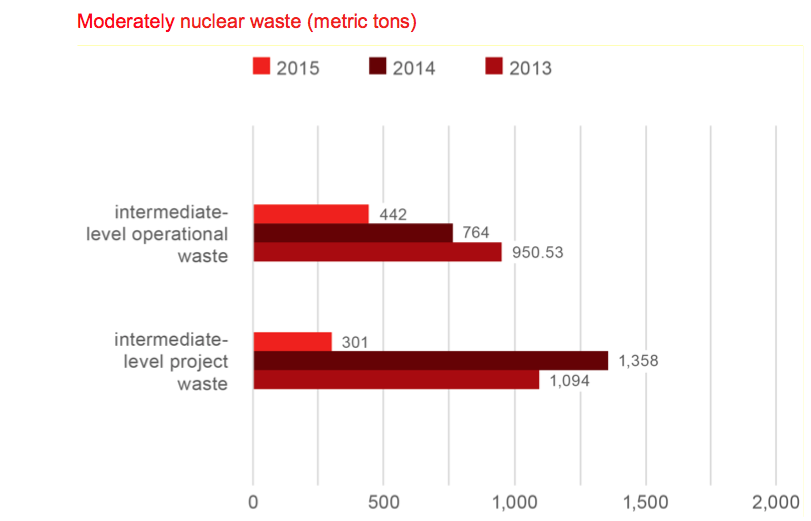 Moderately nuclear waste (metric tons)
2015 2014 2013
intermediate-
level operational
waste
442
764
950.53
intermediate-
level project
waste
301
1,358
1,094
0 500 1,000 1,500 2,000